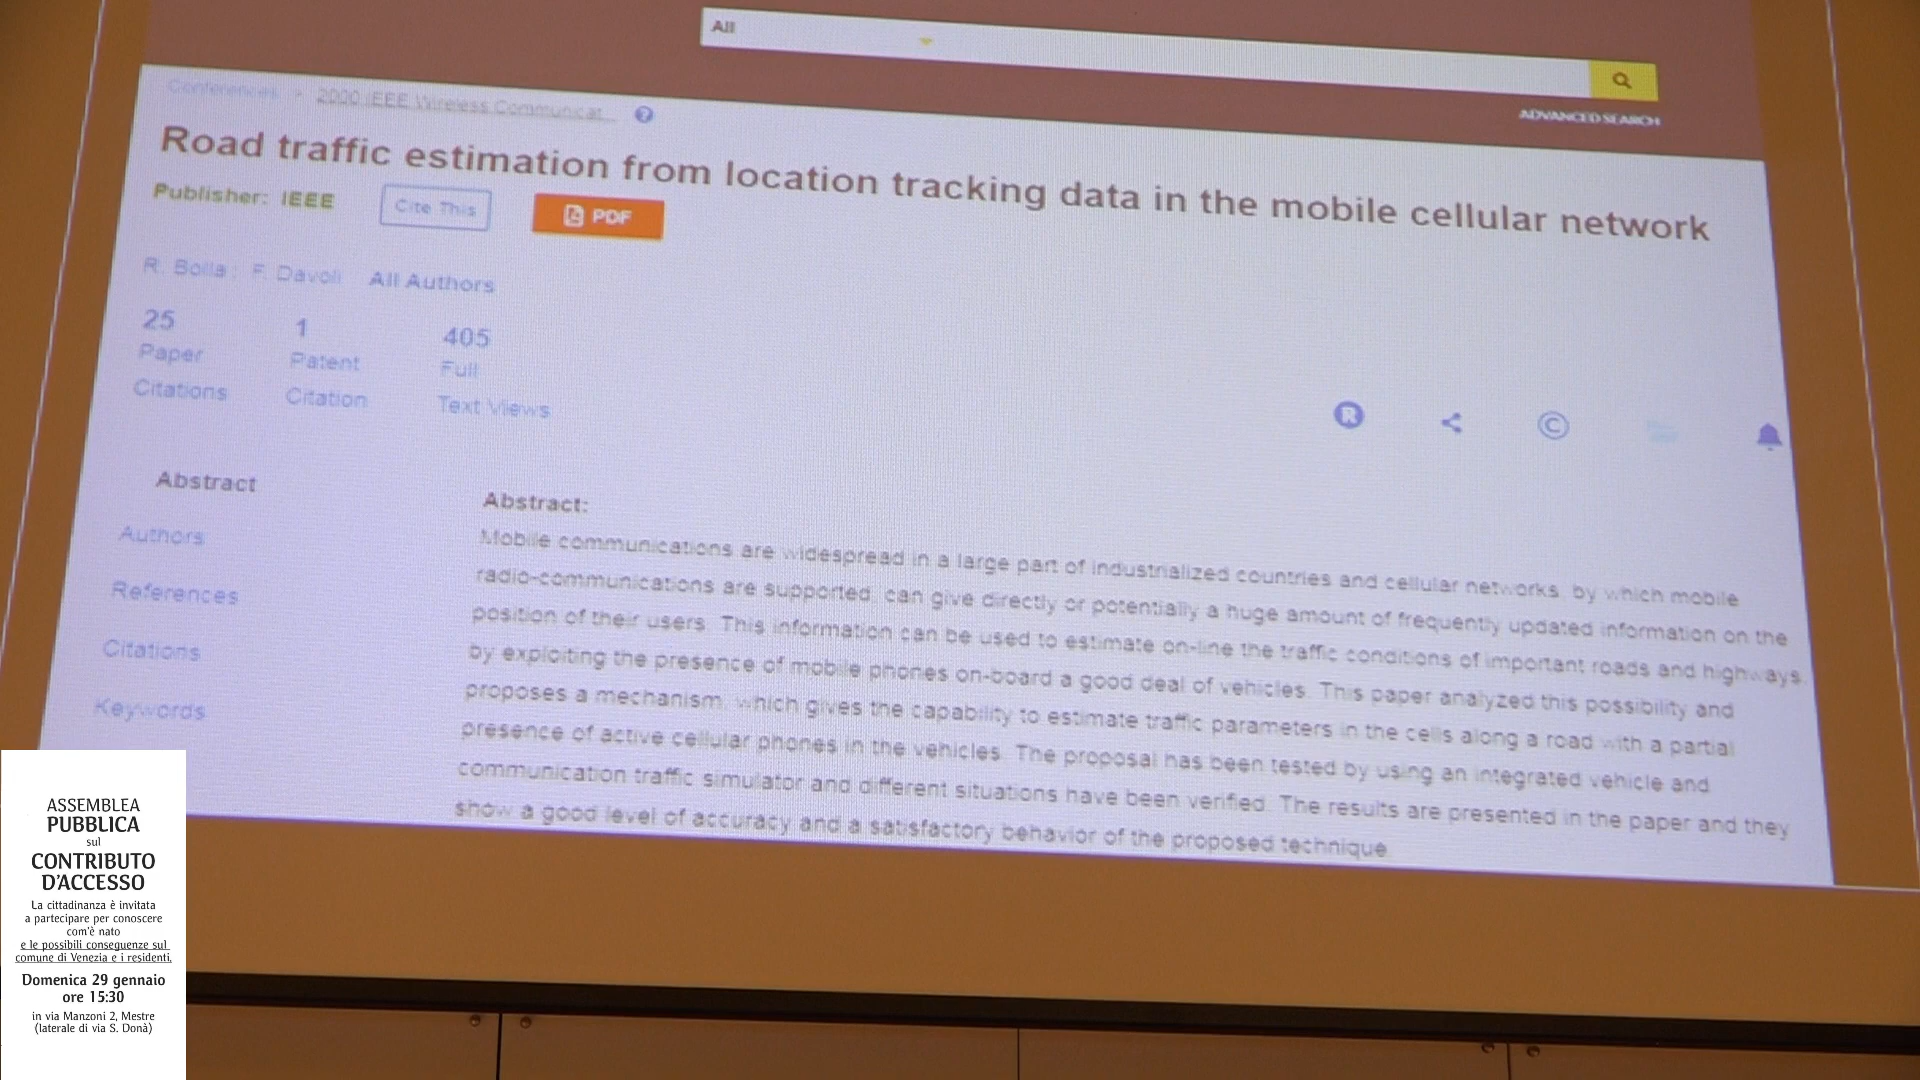 All
ADVANCED SEARCH
Conferences > 2000 IEEE Wireless Communicat...
Road traffic estimation from location tracking data in the mobile cellular network
Publisher: IEEE
Cite This
PDF
R. Bolla; F. Davoli All Authors
25
Paper
Citations
1
Patent
Citation
405
Full
Text Views
R
©
Abstract
Authors
References
Citations
Keywords
Abstract:
Mobile communications are widespread in a large part of industrialized countries and cellular networks, by which mobile
radio-communications are supported, can give directly or potentially a huge amount of frequently updated information on the
position of their users. This information can be used to estimate on-line the traffic conditions of important roads and highways,
by exploiting the presence of mobile phones on-board a good deal of vehicles. This paper analyzed this possibility and
proposes a mechanism, which gives the capability to estimate traffic parameters in the cells along a road with a partial
presence of active cellular phones in the vehicles. The proposal has been tested by using an integrated vehicle and
communication traffic simulator and different situations have been verified. The results are presented in the paper and they
show a good level of accuracy and a satisfactory behavior of the proposed technique.
ASSEMBLEA
PUBBLICA
sul
CONTRIBUTO
D'ACCESSO
La cittadinanza è invitata
a partecipare per conoscere
com'è nato
e le possibili conseguenze sul
comune di Venezia e i residenti.
Domenica 29 gennaio
ore 15:30
in via Manzoni 2, Mestre
(laterale di via S. Donà)